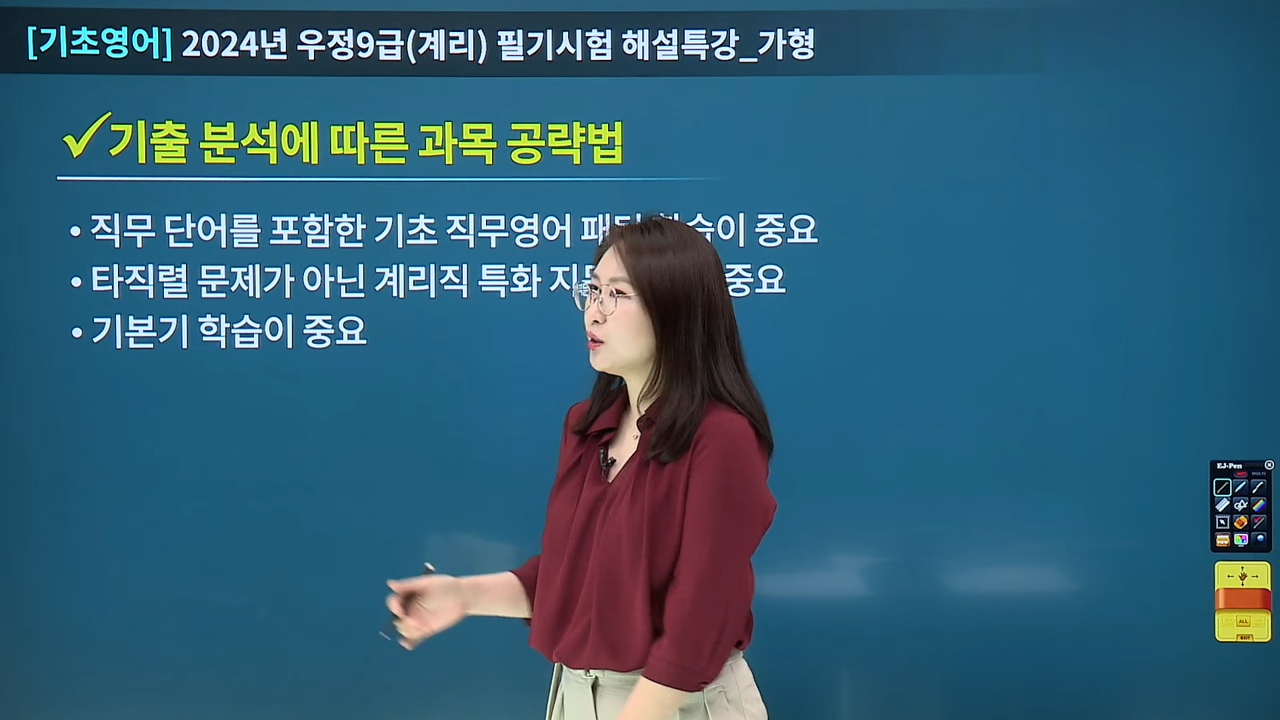 [기초영어] 2024년 우정9급(계리) 필기시험 해설특강_가형
✓기출 분석에 따른 과목 공략법
• 직무 단어를 포함한 기초 직무영어 중요
• 타직렬 문제가 아닌 계리직 특화 중요
• 기본기 학습이 중요
EJ-Pen
ALL
EXIT